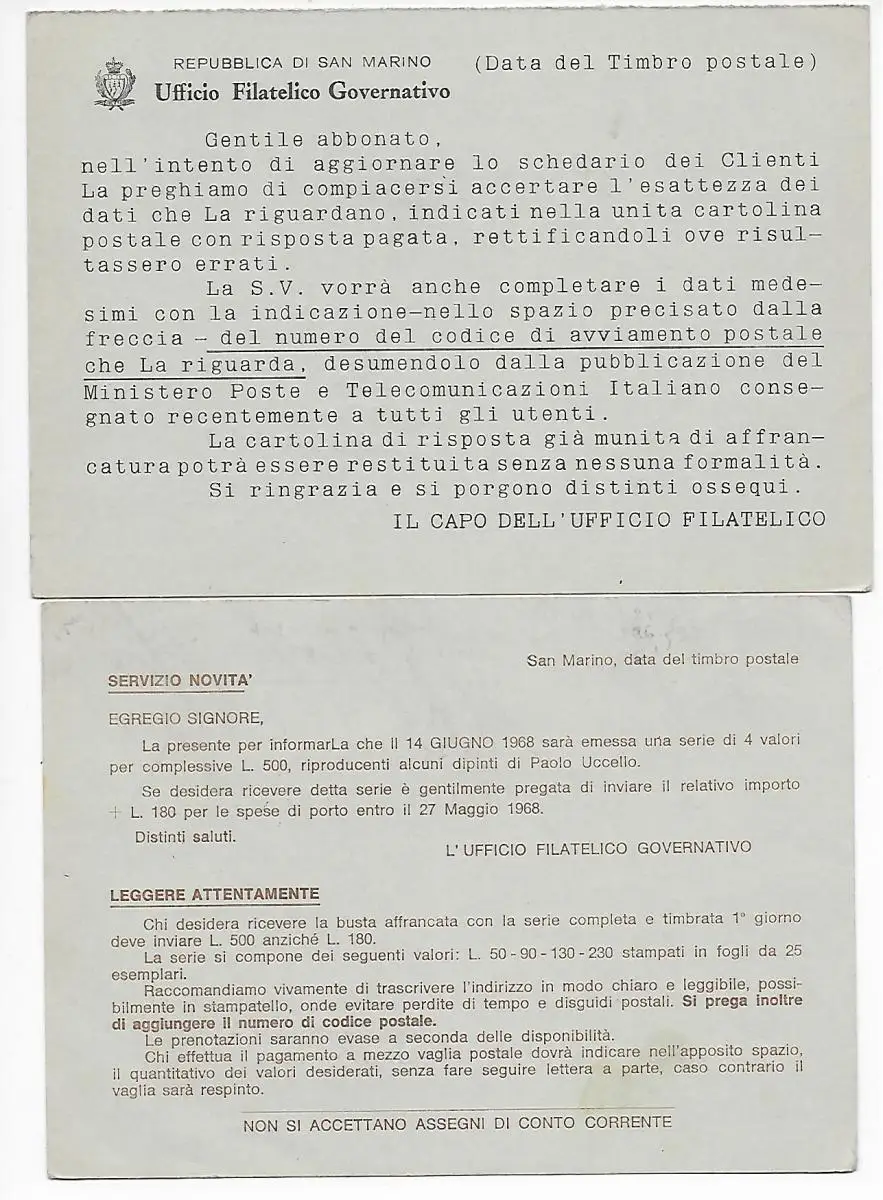 REPUBBLICA DI SAN MARINO (Data del Timbro postale)
Ufficio Filatelico Governativo
Gentile abbonato,
nell'intento di aggiornare lo schedario dei Clienti
La preghiamo di compiacersi accertare l'esattezza dei
dati che La riguardano, indicati nella unita cartolina
postale con risposta pagata, rettificandoli ove risul-
tassero errati.
La S.V. vorrà anche completare i dati mede-
simi con la indicazione-nello spazio precisato dalla
freccia - del numero del codice di avviamento postale
che La riguarda, desumendolo dalla pubblicazione del
Ministero Poste e Telecomunicazioni Italiano conse-
gnato recentemente a tutti gli utenti.
La cartolina di risposta già munita di affran-
catura potrà essere restituita senza nessuna formalità.
Si ringrazia e si porgono distinti ossequi.
IL CAPO DELL'UFFICIO FILATELICO
San Marino, data del timbro postale
SERVIZIO NOVITA'
EGREGIO SIGNORE,
La presente per informarLa che il 14 GIUGNO 1968 sarà emessa una serie di 4 valori
per complessive L. 500, riproducenti alcuni dipinti di Paolo Uccello.
Se desidera ricevere detta serie è gentilmente pregata di inviare il relativo importo
+ L. 180 per le spese di porto entro il 27 Maggio 1968.
Distinti saluti.
L'UFFICIO FILATELICO GOVERNATIVO
LEGGERE ATTENTAMENTE
Chi desidera ricevere la busta affrancata con la serie completa e timbrata 1° giorno
deve inviare L. 500 anziché L. 180.
La serie si compone dei seguenti valori: L. 50 - 90 - 130 - 230 stampati in fogli da 25
esemplari.
Raccomandiamo vivamente di trascrivere l'indirizzo in modo chiaro e leggibile, possi-
bilmente in stampatello, onde evitare perdite di tempo e disguidi postali. Si prega inoltre
di aggiungere il numero di codice postale.
Le prenotazioni saranno evase a seconda delle disponibilità.
Chi effettua il pagamento a mezzo vaglia postale dovrà indicare nell'apposito spazio,
il quantitativo dei valori desiderati, senza fare seguire lettera a parte, caso contrario il
vaglia sarà respinto.
NON SI ACCETTANO ASSEGNI DI CONTO CORRENTE